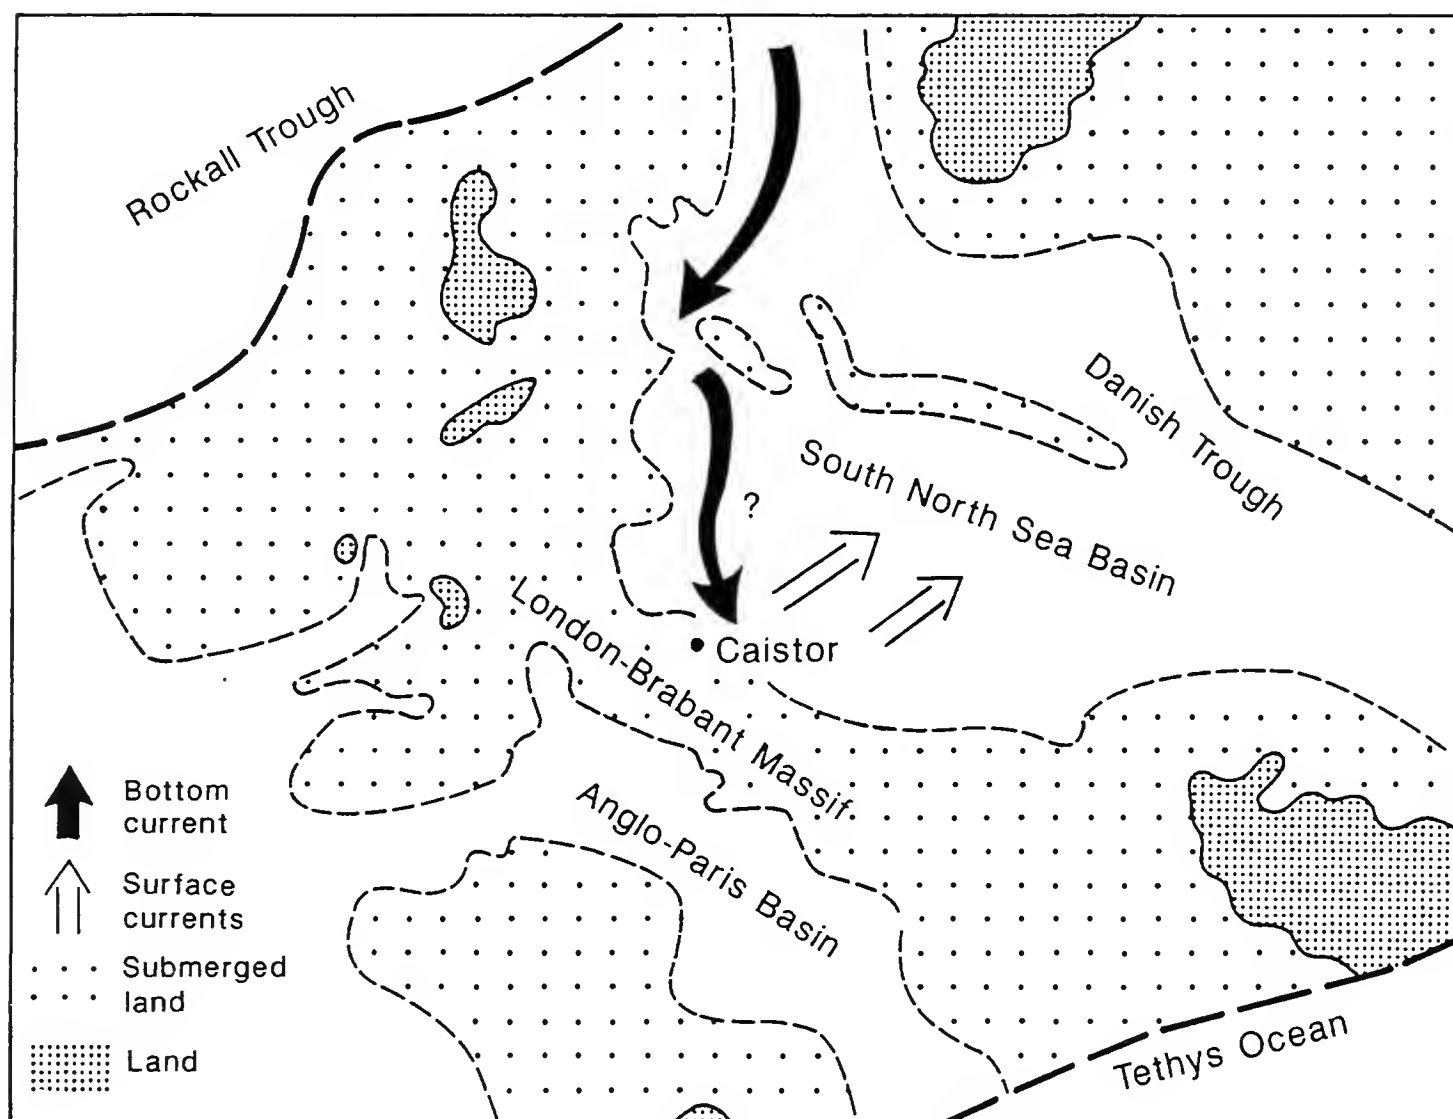 Rockall Trough
Danish Trough
South North Sea Basin
?
London-Brabant Massif
Caistor
Anglo-Paris Basin
Tethys Ocean
Bottom
current
Surface
currents
Submerged
land
Land